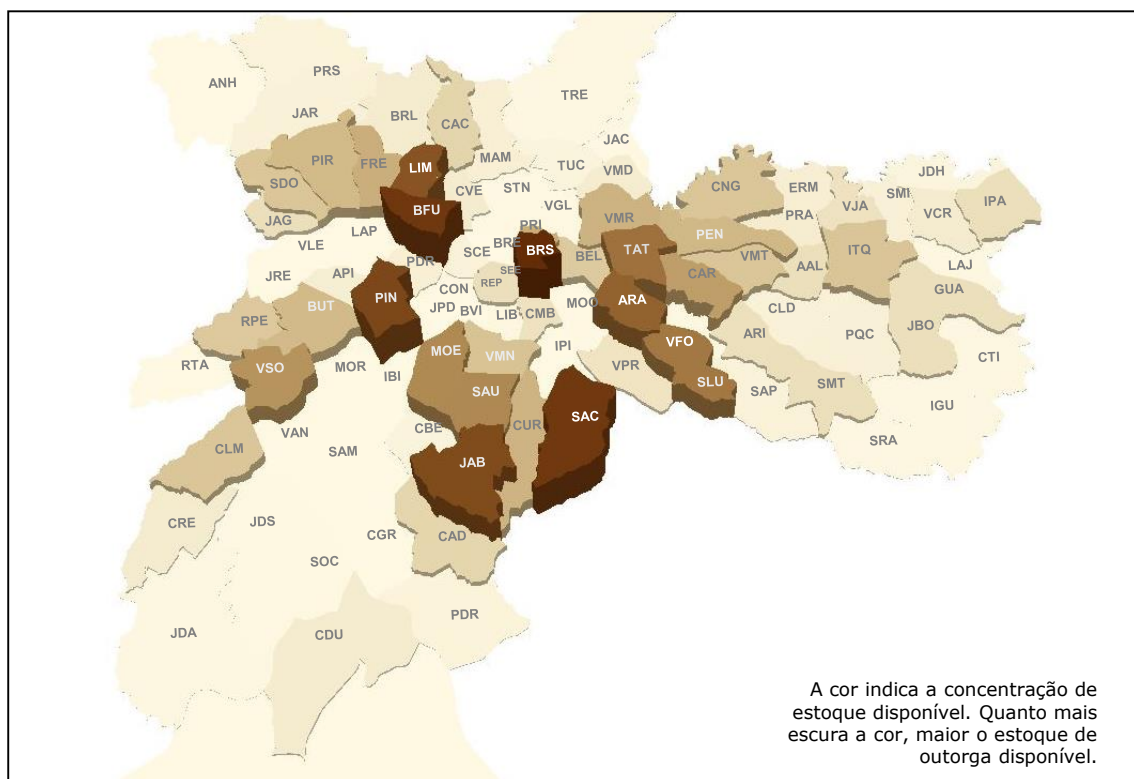 ANH
PRS
TRE
JAR
BRL
CAC
JAC
PIR
FRE
LIM
MAM
TUC
VMD
SDO
CVE
STN
CNG
ERM
SMI
JDH
JAG
BFU
VGL
VMR
PRA
VJA
VCR
IPA
VLE
LAP
PRI
PEN
JRE
API
PDR
SCE
BRE
BRS
BEL
TAT
VMT
AAL
ITQ
LAJ
SEE
REP
CAR
CON
PIN
JPD
BVI
LIB
CMB
MOO
ARA
CLD
GUA
RPE
BUT
ARI
PQC
JBO
RTA
VSO
MOR
IBI
MOE
VMN
IPI
VPR
VFO
CTI
SLU
SAP
SMT
IGU
SAU
SAC
CLM
VAN
SAM
CBE
CUR
SRA
JAB
CRE
JDS
CGR
CAD
SOC
JDA
CDU
PDR
A cor indica a concentração de
estoque disponível. Quanto mais
escura a cor, maior o estoque de
outorga disponível.